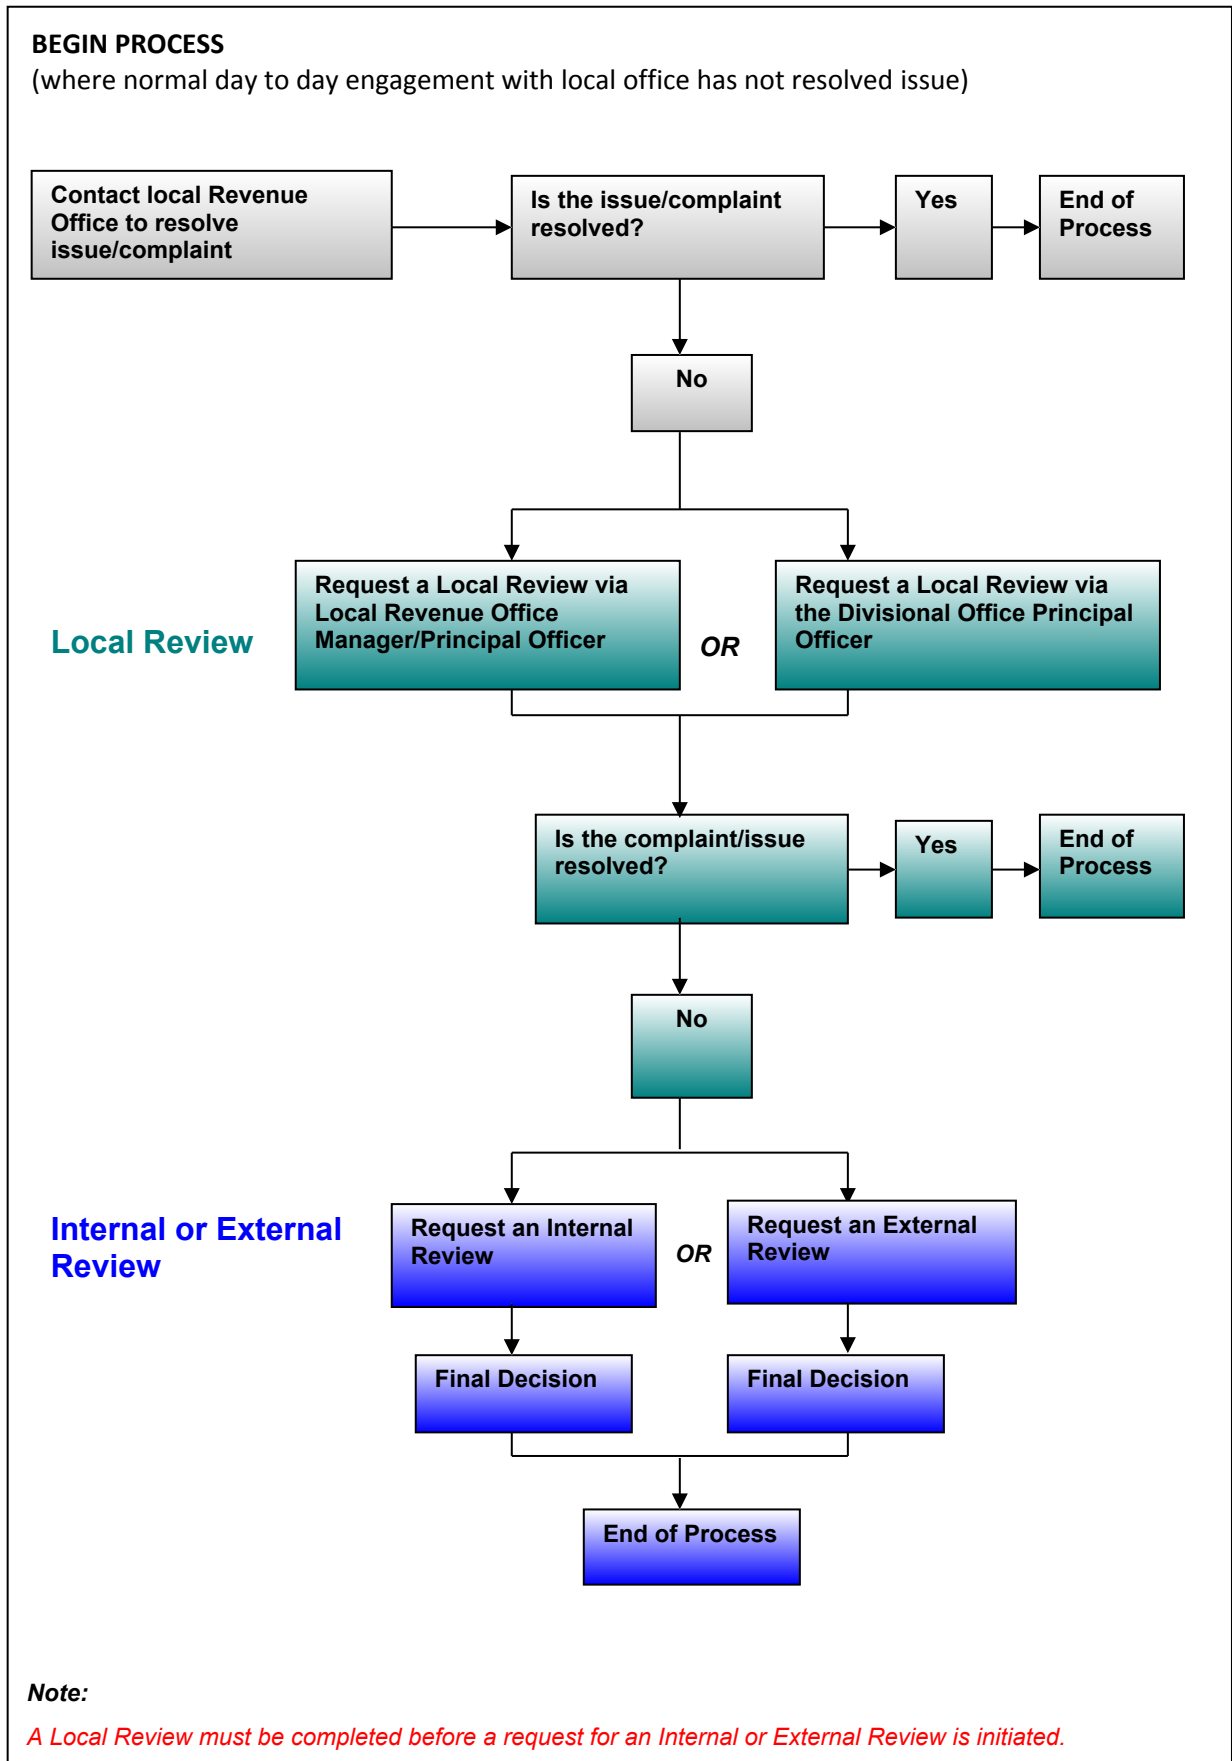 BEGIN PROCESS
(where normal day to day engagement with local office has not resolved issue)
Contact local Revenue
Office to resolve
issue/complaint
Is the issue/complaint
resolved?
Yes
End of
Process
No
Local Review
Request a Local Review via
Local Revenue Office
Manager/Principal Officer
OR
Request a Local Review via
the Divisional Office Principal
Officer
Is the complaint/issue
resolved?
Yes
End of
Process
No
Internal or External
Review
Request an Internal
Review
OR
Request an External
Review
Final Decision
Final Decision
End of Process
Note:
A Local Review must be completed before a request for an Internal or External Review is initiated.